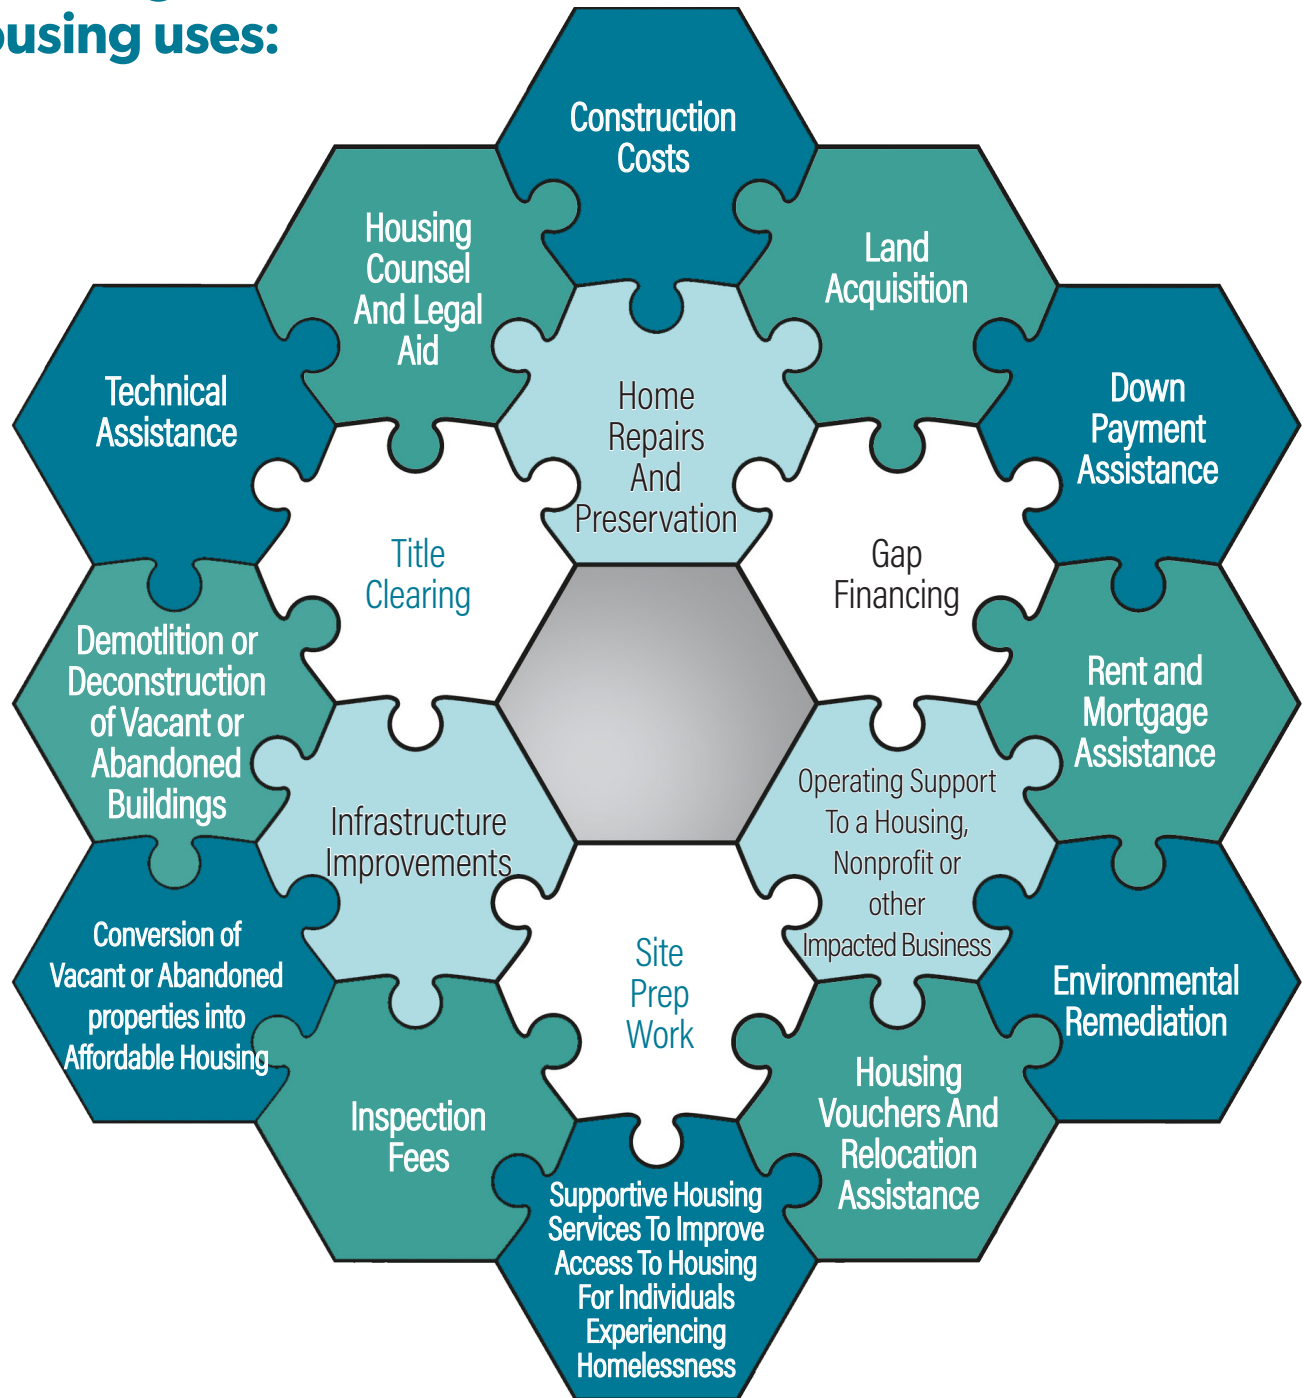 ousing uses:
Construction
Costs
Housing
Counsel
And Legal
Aid
Land
Acquisition
Technical
Assistance
Home
Repairs
And
Preservation
Down
Payment
Assistance
Title
Clearing
Gap
Financing
Demotlition or
Deconstruction
of Vacant or
Abandoned
Buildings
Rent and
Mortgage
Assistance
Infrastructure
Improvements
Operating Support
To a Housing,
Nonprofit or
other
Impacted Business
Conversion of
Vacant or Abandoned
properties into
Affordable Housing
Site
Prep
Work
Environmental
Remediation
Inspection
Fees
Housing
Vouchers And
Relocation
Assistance
Supportive Housing
Services To Improve
Access To Housing
For Individuals
Experiencing
Homelessness